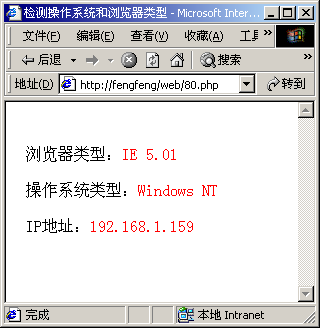 检测操作系统和浏览器类型 - Microsoft Inter...
文件(F) 编辑(E) 查看(V) 收藏(A) 工具 »
后退 » 搜索 »
地址(D) http://fengfeng/web/80.php 转到
浏览器类型：IE 5.01
操作系统类型：Windows NT
IP地址：192.168.1.159
完成 本地 Intranet